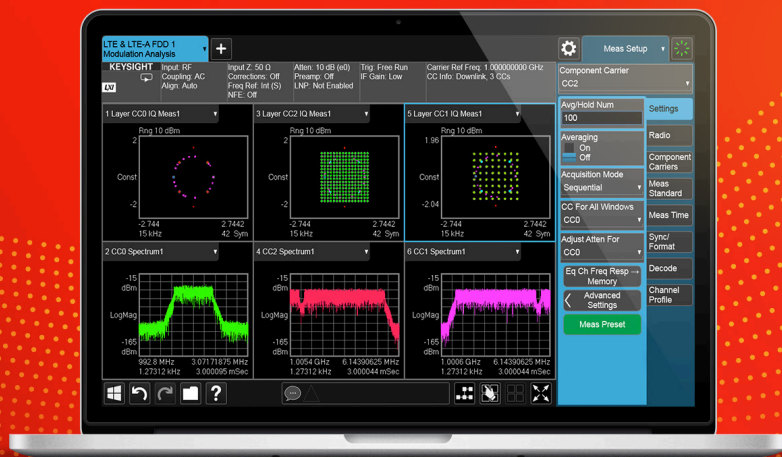 LTE & LTE-A FDD 1
Modulation Analysis
+
Meas Setup
KEYSIGHT
LXI
Input: RF
Coupling: AC
Align: Auto
Input Z: 50 Ω
Corrections: Off
Freq Ref: Int (S)
NFE: Off
Atten: 10 dB (e0)
Preamp: Off
LNP: Not Enabled
Trig: Free Run
IF Gain: Low
Carrier Ref Freq: 1.000000000 GHz
CC Info: Downlink, 3 CCs
Component Carrier
CC2
1 Layer CC0 IQ Meas1
Rng 10 dBm
2
Const
-2
-2.744
2.7442
15 kHz
42 Sym
3 Layer CC2 IQ Meas1
Rng 10 dBm
2
Const
-2
-2.744
2.7442
15 kHz
42 Sym
5 Layer CC1 IQ Meas1
Rng 10 dBm
1.96
Const
-2.04
-2.744
2.7442
15 kHz
42 Sym
2 CC0 Spectrum1
-15
dBm
LogMag
-165
dBm
992.8 MHz
3.07171875 MHz
1.27312 kHz
3.000095 mSec
4 CC2 Spectrum1
-15
dBm
LogMag
-165
dBm
1.0054 GHz
6.14390625 MHz
1.27312 kHz
3.000044 mSec
6 CC1 Spectrum1
-15
dBm
LogMag
-165
dBm
1.0006 GHz
6.14390625 MHz
1.27312 kHz
3.000044 mSec
Avg/Hold Num
100
Averaging
On
Off
Acquisition Mode
Sequential
CC For All Windows
CC0
Adjust Atten For
CC0
Eq Ch Freq Resp →
Memory
Advanced
Settings
Meas Preset
Settings
Radio
Component
Carriers
Meas
Standard
Meas Time
Sync/
Format
Decode
Channel
Profile
?